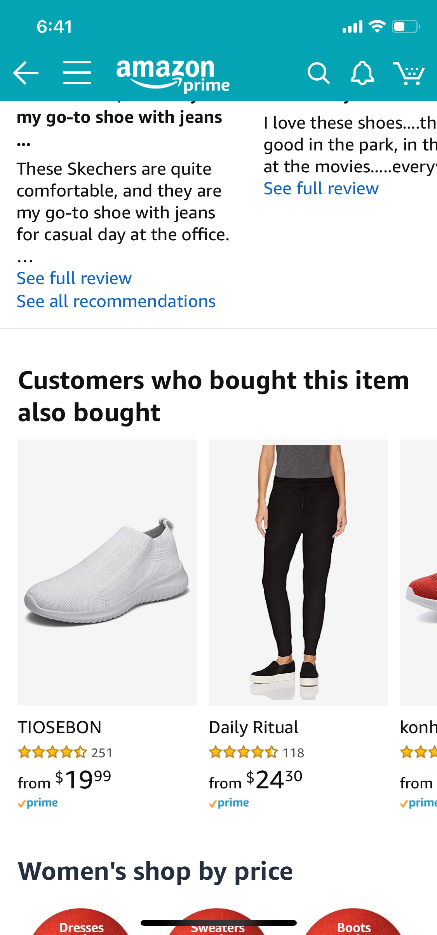 6:41
amazon
prime
my go-to shoe with jeans
...
These Skechers are quite
comfortable, and they are
my go-to shoe with jeans
for casual day at the office.
...
See full review
See all recommendations
I love these shoes....th
good in the park, in th
at the movies.....every
See full review
Customers who bought this item
also bought
TIOSEBON
251
from $19.99
prime
Daily Ritual
118
from $24.30
prime
konh
from
prime
Women's shop by price
Dresses
Sweaters
Boots